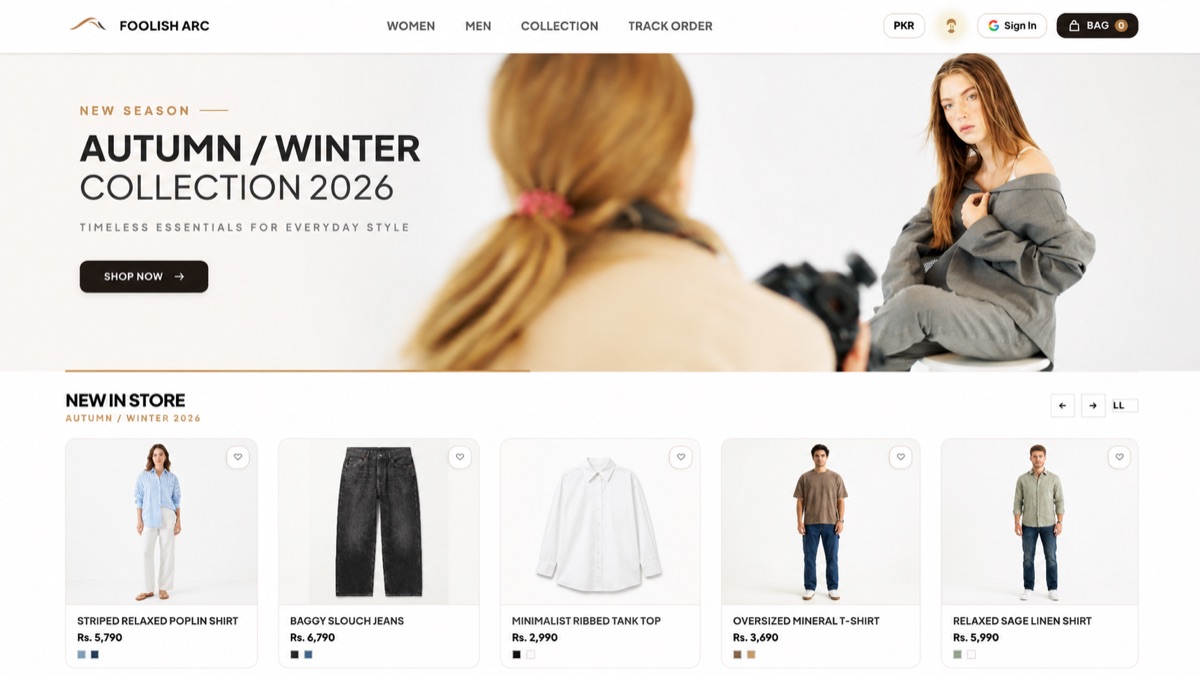 FOOLISH ARC
WOMEN MEN COLLECTION TRACK ORDER
PKR
Sign In
BAG 0
NEW SEASON
AUTUMN / WINTER
COLLECTION 2026
TIMELESS ESSENTIALS FOR EVERYDAY STYLE
SHOP NOW →
NEW IN STORE
AUTUMN / WINTER 2026
← → LL
STRIPED RELAXED POPLIN SHIRT
Rs. 5,790
BAGGY SLOUCH JEANS
Rs. 6,790
MINIMALIST RIBBED TANK TOP
Rs. 2,990
OVERSIZED MINERAL T-SHIRT
Rs. 3,690
RELAXED SAGE LINEN SHIRT
Rs. 5,990